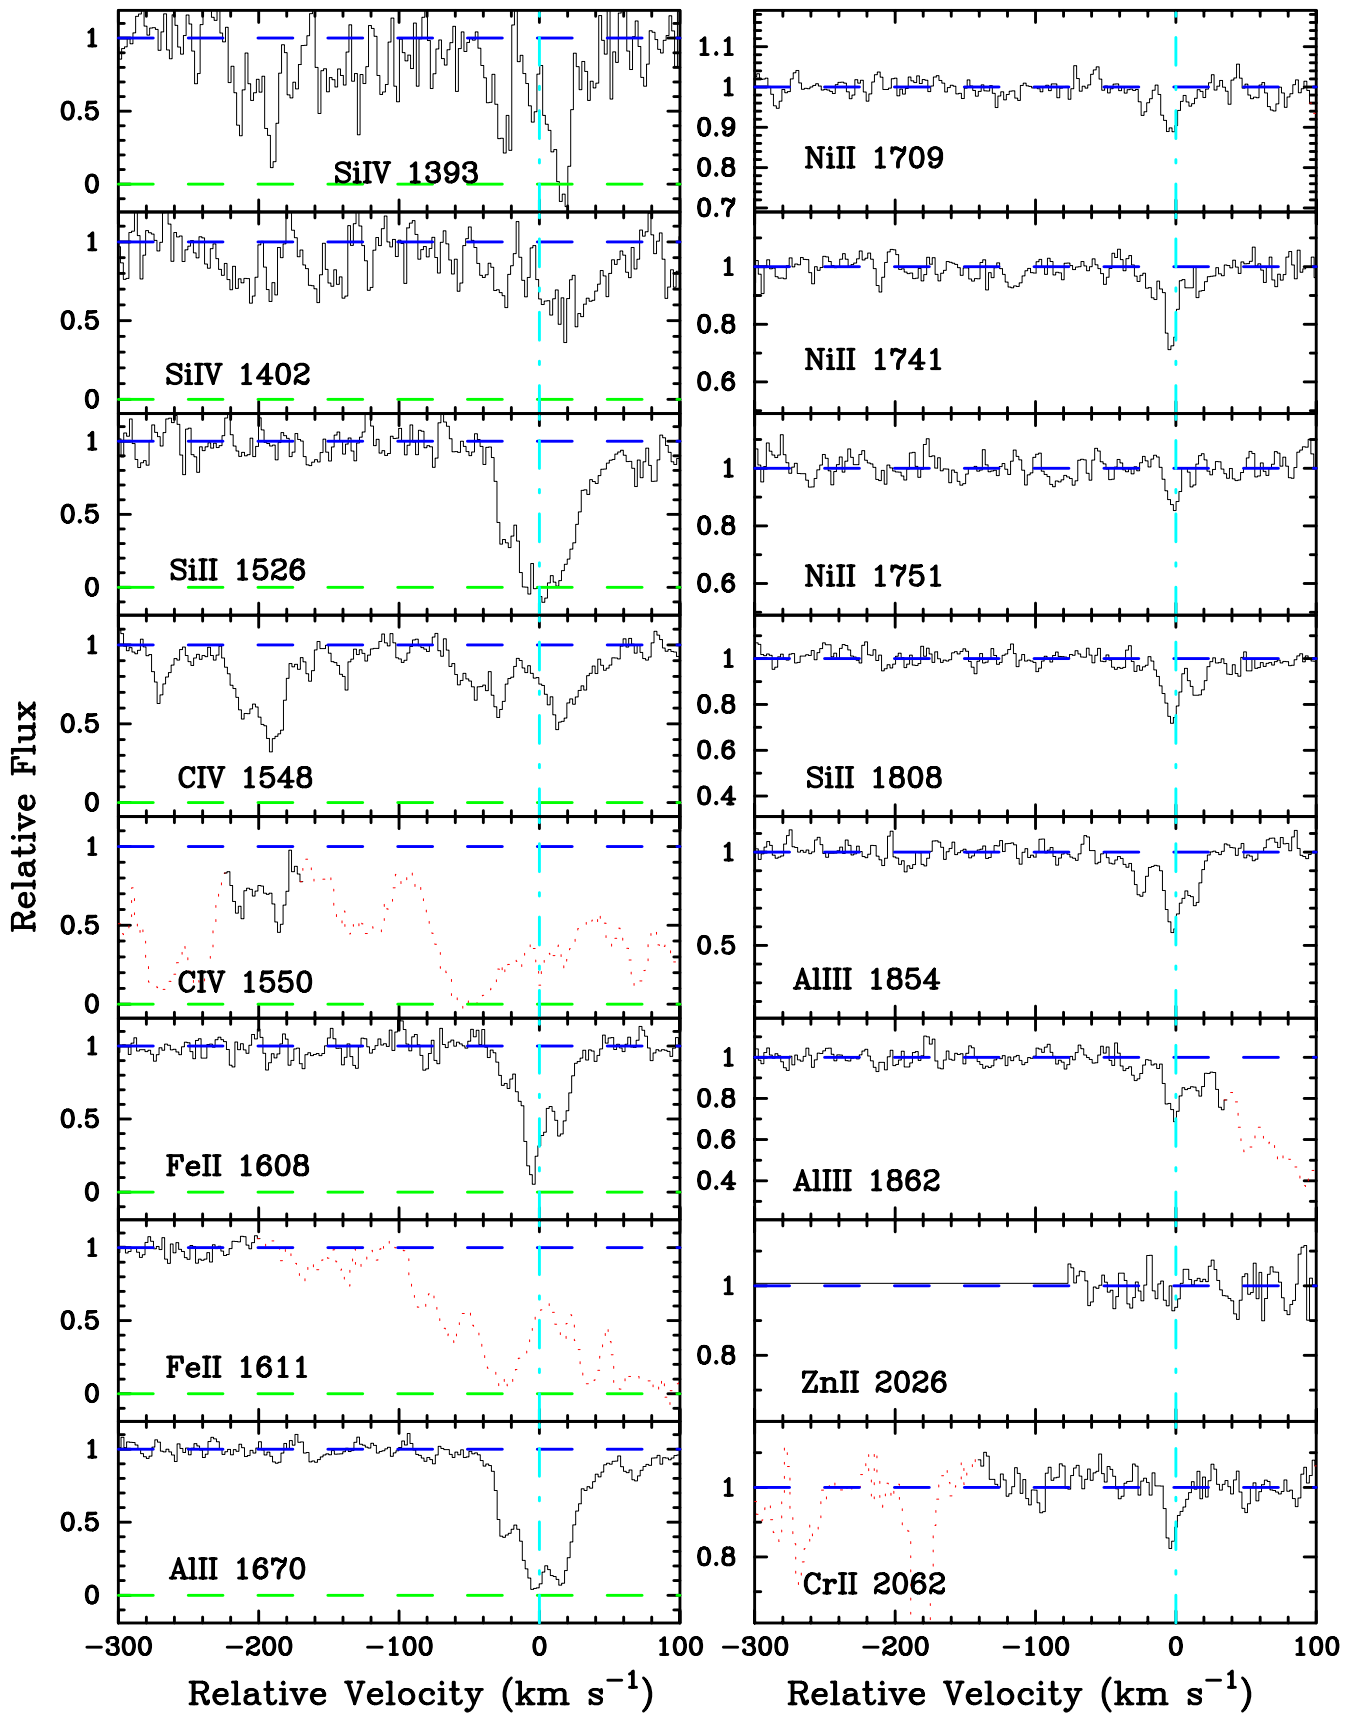 Relative Flux
1
0.5
0
SiIV 1393
1
0.5
0
SiIV 1402
1
0.5
0
SiII 1526
1
0.5
0
CIV 1548
1
0.5
0
CIV 1550
1
0.5
0
FeII 1608
1
0.5
0
FeII 1611
1
0.5
0
AlII 1670
-300 -200 -100 0 100
Relative Velocity (km s⁻¹)
1.1
1
0.9
0.8
0.7
NiII 1709
1
0.8
0.6
NiII 1741
1
0.8
0.6
NiII 1751
1
0.8
0.6
0.4
SiII 1808
1
0.5
AlIII 1854
1
0.8
0.6
0.4
AlIII 1862
1
0.8
ZnII 2026
1
0.8
CrII 2062
-300 -200 -100 0 100
Relative Velocity (km s⁻¹)